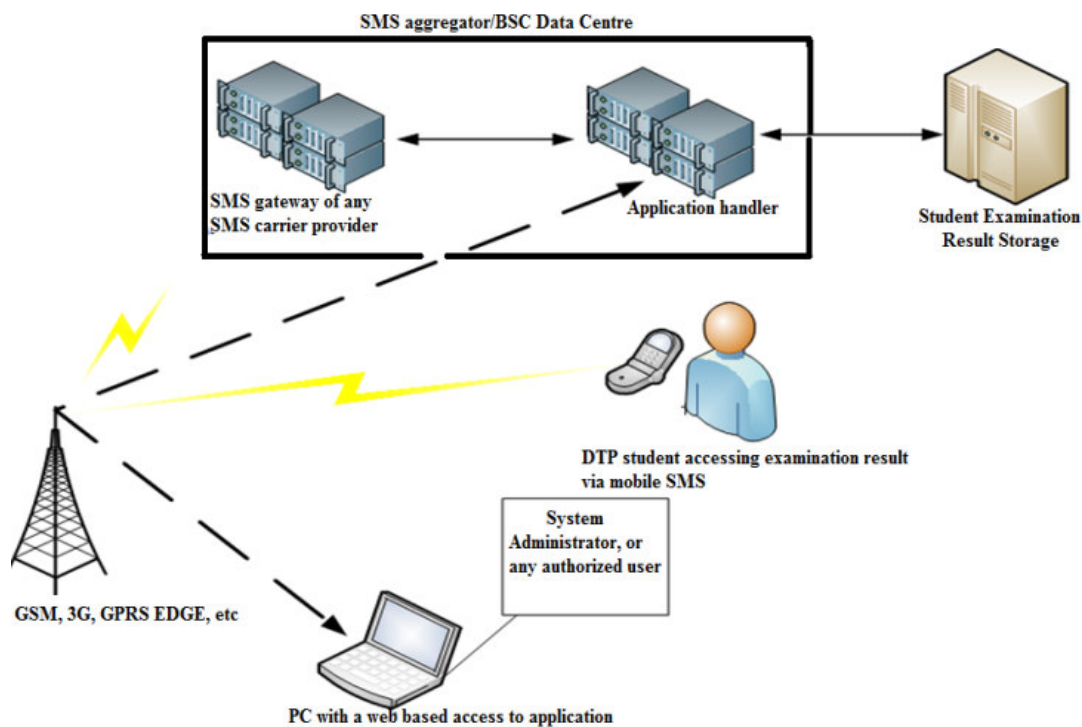 SMS aggregator/BSC Data Centre
SMS gateway of any
SMS carrier provider
Application handler
Student Examination
Result Storage
DTP student accessing examination result
via mobile SMS
System
Administrator, or
any authorized user
GSM, 3G, GPRS EDGE, etc
PC with a web based access to application